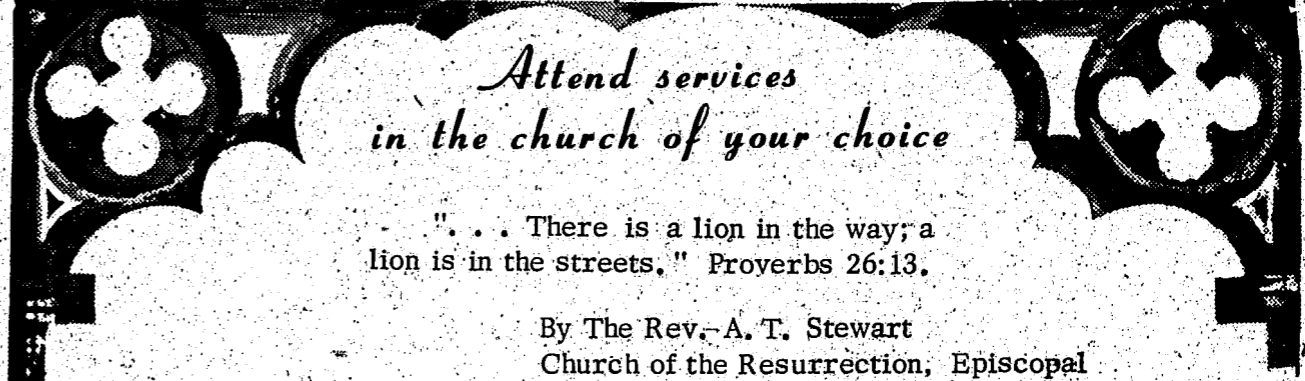 Attend services
in the church of your choice
". . . There is a lion in the way; a
lion is in the streets." Proverbs 26:13.
By The Rev. A. T. Stewart
Church of the Resurrection, Episcopal